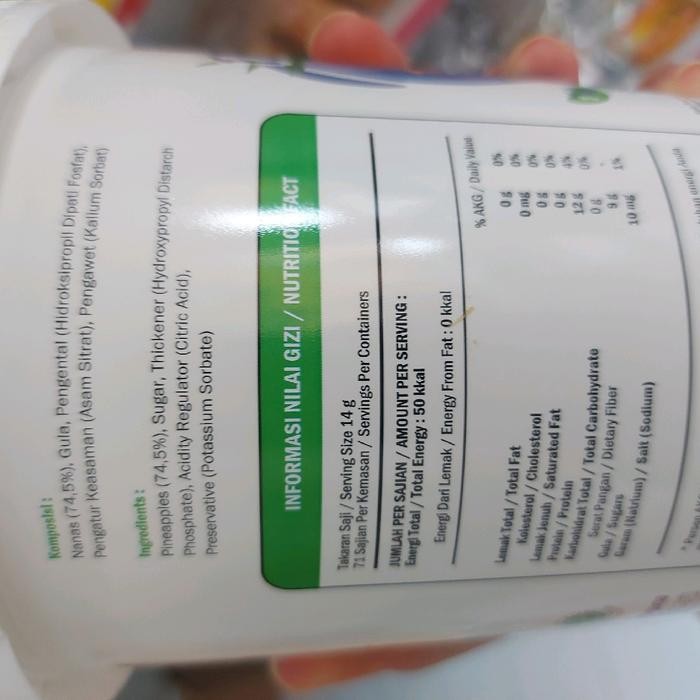 Komposisi :
Nanas (74,5%), Gula, Pengental (Hidroksipropil Dipati Fosfat),
Pengatur Keasaman (Asam Sitrat), Pengawet (Kalium Sorbat)
Ingredients :
Pineapples (74,5%), Sugar, Thickener (Hydroxypropyl Distarch
Phosphate), Acidity Regulator (Citric Acid),
Preservative (Potassium Sorbate)
INFORMASI NILAI GIZI / NUTRITION FACT
Takaran Saji / Serving Size 14 g
71 Sajian Per Kemasan / Servings Per Containers
JUMLAH PER SAJIAN / AMOUNT PER SERVING :
Energi Total / Total Energy : 50 kkal
Energi Dari Lemak / Energy From Fat : 0 kkal
% AKG / Daily Value
Lemak Total / Total Fat 0 g 0%
Kolesterol / Cholesterol 0 mg 0%
Lemak Jenuh / Saturated Fat 0 g 0%
Protein / Protein 0 g 0%
Karbohidrat Total / Total Carbohydrate 12 g 4%
Serat Pangan / Dietary Fiber 0 g 0%
Gula / Sugars 9 g -
Garam (Natrium) / Salt (Sodium) 10 mg 1%